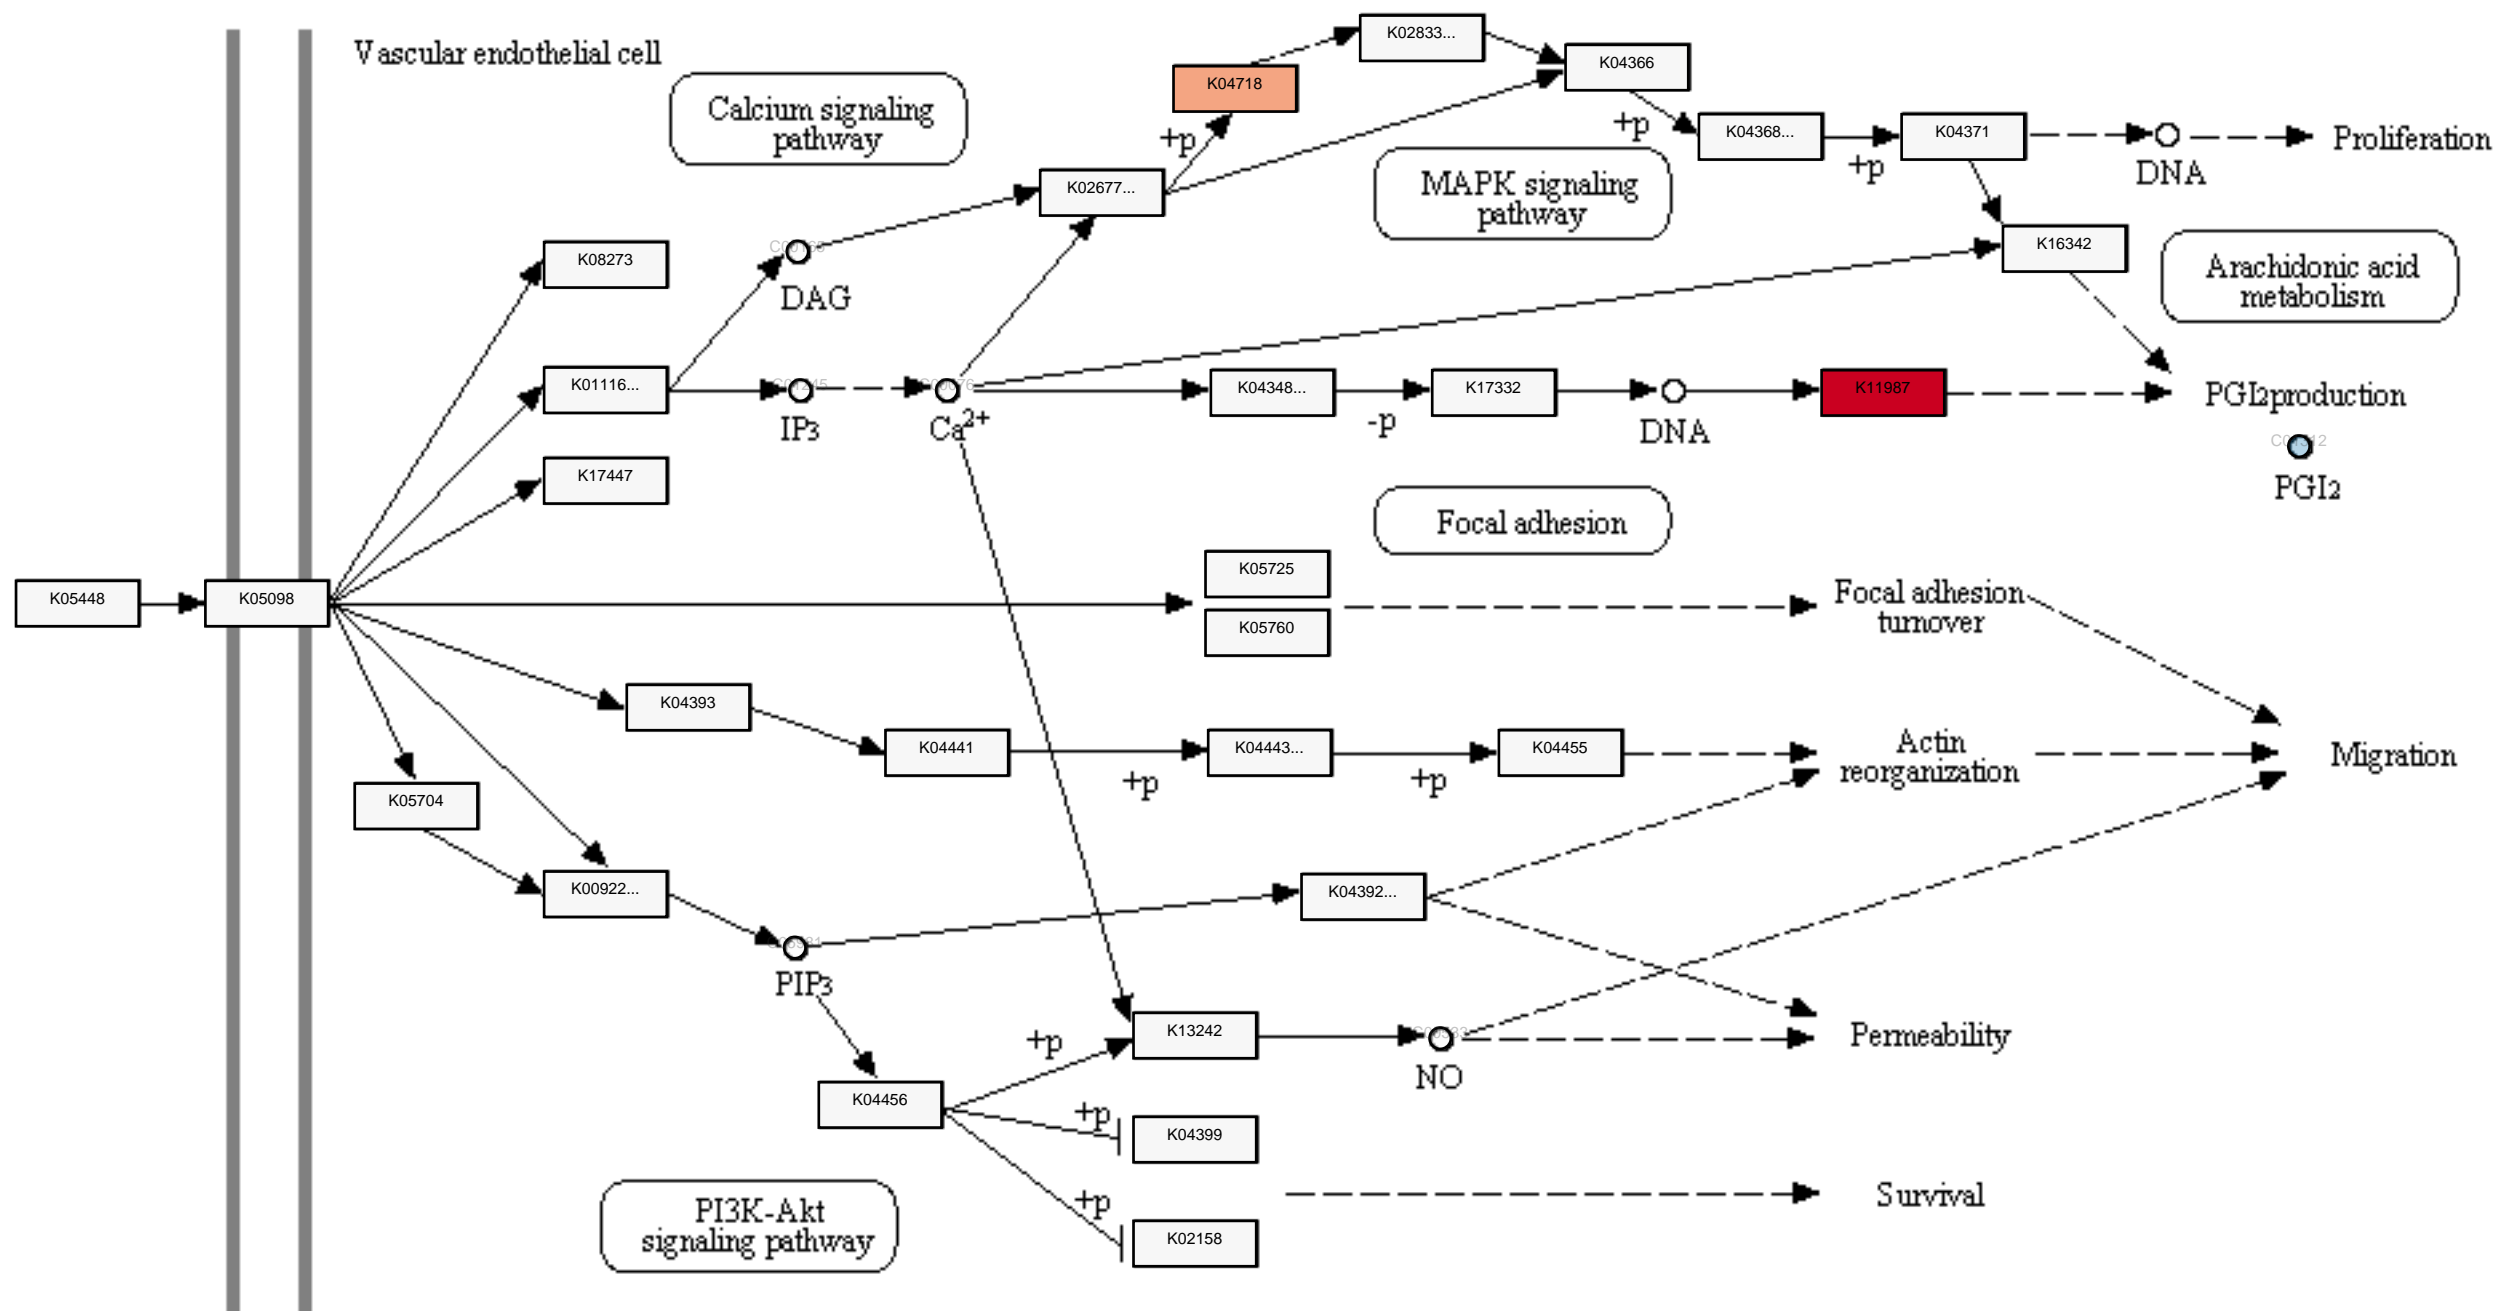 Vascular endothelial cell
K02833...
K04366
Calcium signaling
pathway
K04718
+p
+p
K04368...
+p
K04371
DNA
Proliferation
K02677...
MAPK signaling
pathway
K08273
DAG
K16342
Arachidonic acid
metabolism
K01116...
IP3
Ca2+
K04348...
-p
K17332
DNA
K11987
PGI2production
PGI2
K17447
Focal adhesion
K05448
K05098
K05725
K05760
Focal adhesion
turnover
K04393
K04441
+p
K04443...
+p
K04455
Actin
reorganization
Migration
K05704
K00922...
K04392...
PIP3
K13242
+p
NO
Permeability
K04456
+p
K04399
+p
K02158
Survival
PI3K-Akt
signaling pathway